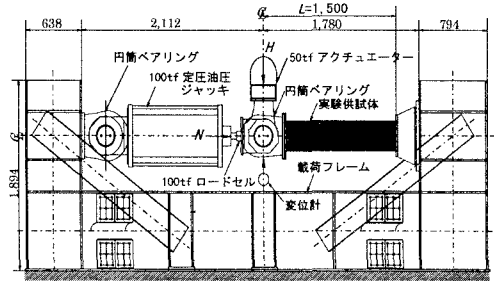 L=1,500
638
2,112
1,780
794
H
50tf アクチュエーター
円筒ベアリング
100tf 定圧油圧
ジャッキ
円筒ベアリング
実験供試体
N
1,894
100tf ロードセル
載荷フレーム
変位計